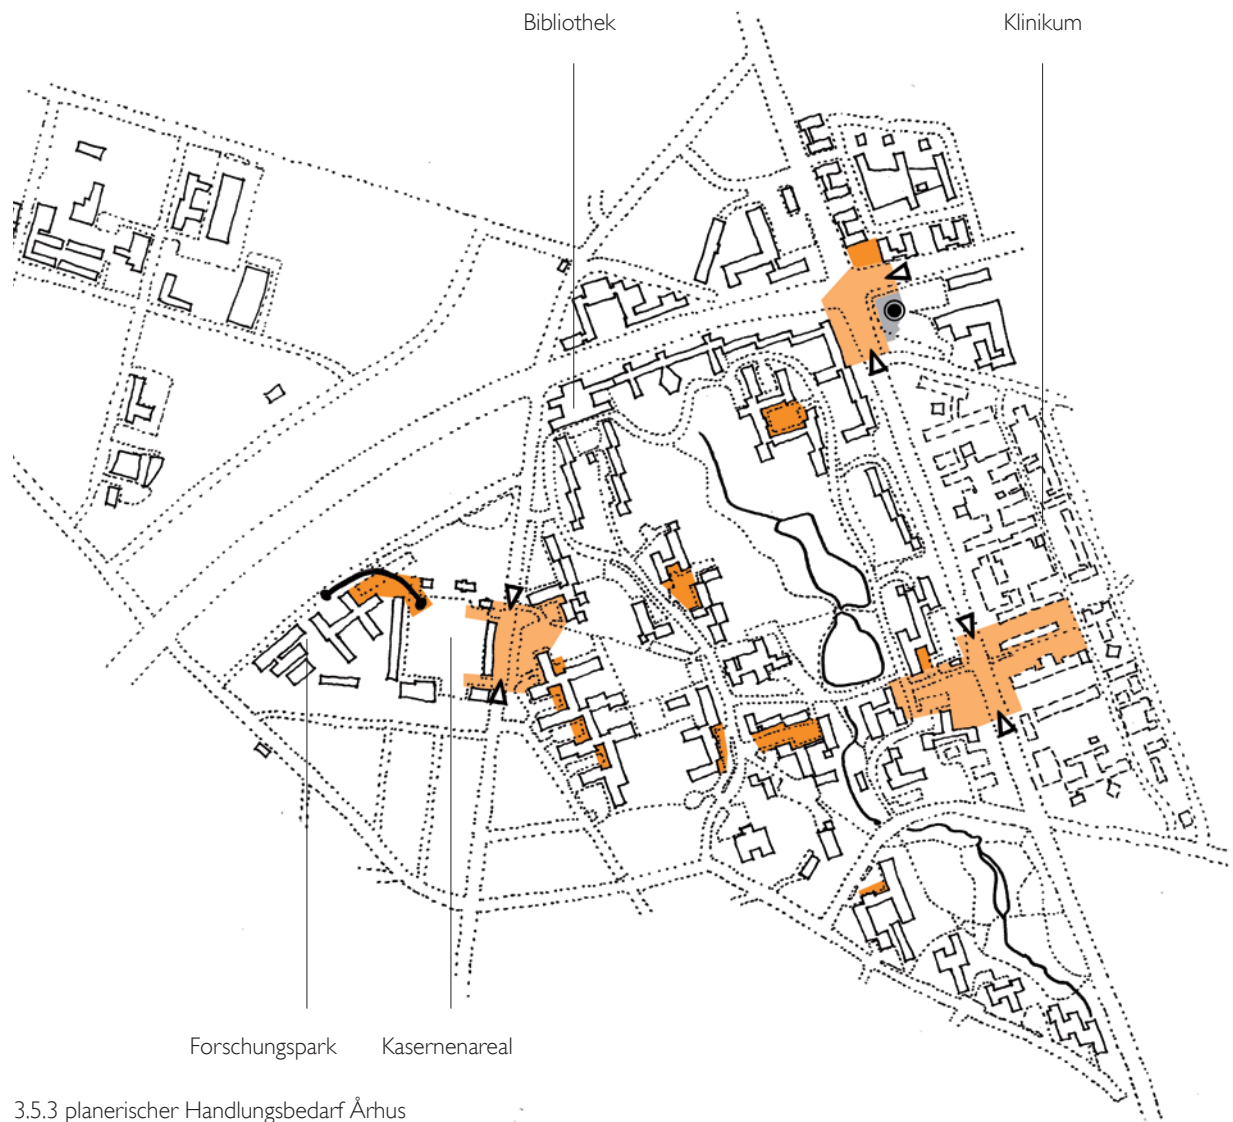 Bibliothek
Klinikum
Forschungspark
Kasernenareal
3.5.3 planerischer Handlungsbedarf Århus